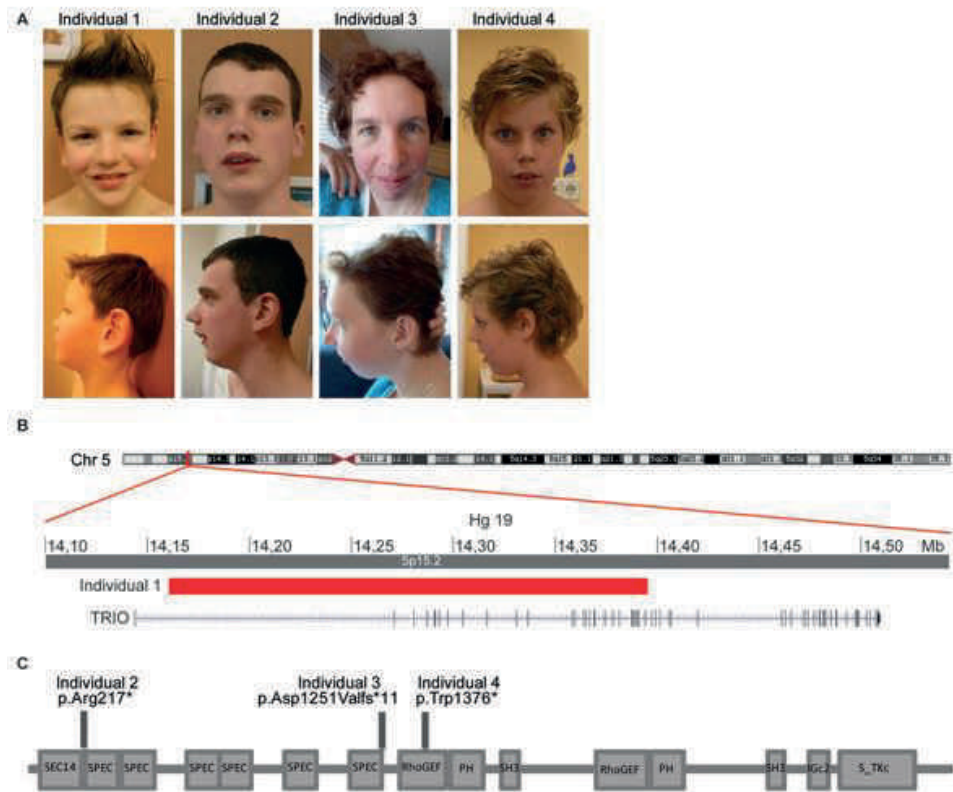 A
Individual 1 Individual 2 Individual 3 Individual 4
B
Chr 5
Hg 19
14,10 14,15 14,20 14,25 14,30 14,35 14,40 14,45 14,50 Mb
5p15.2
Individual 1
TRIO
C
Individual 2 Individual 3 Individual 4
p.Arg217* p.Asp1251Valfs*11 p.Trp1376*
SEC14 SPEC SPEC SPEC SPEC SPEC SPEC RhoGEF PH SH3 RhoGEF PH SH3 IGc2 S_TKc